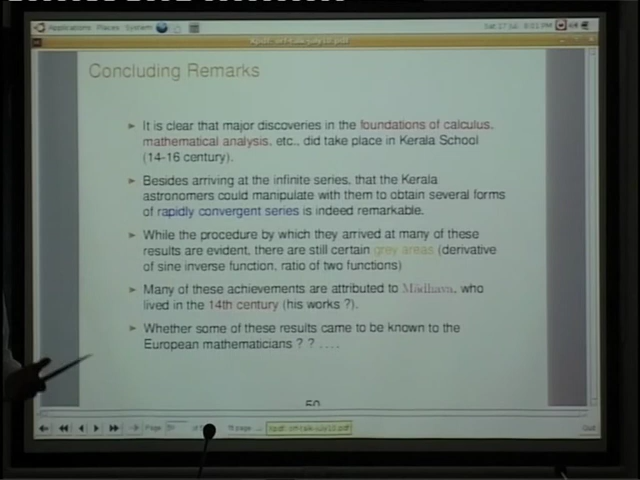 Applications Places System
Concluding Remarks
➤ It is clear that major discoveries in the foundations of calculus,
mathematical analysis, etc., did take place in Kerala School
(14-16 century).
➤ Besides arriving at the infinite series, that the Kerala
astronomers could manipulate with them to obtain several forms
of rapidly convergent series is indeed remarkable.
➤ While the procedure by which they arrived at many of these
results are evident, there are still certain grey areas (derivative
of sine inverse function, ratio of two functions)
➤ Many of these achievements are attributed to Mādhava, who
lived in the 14th century (his works ?).
➤ Whether some of these results came to be known to the
European mathematicians ? ? ....
Page Quit